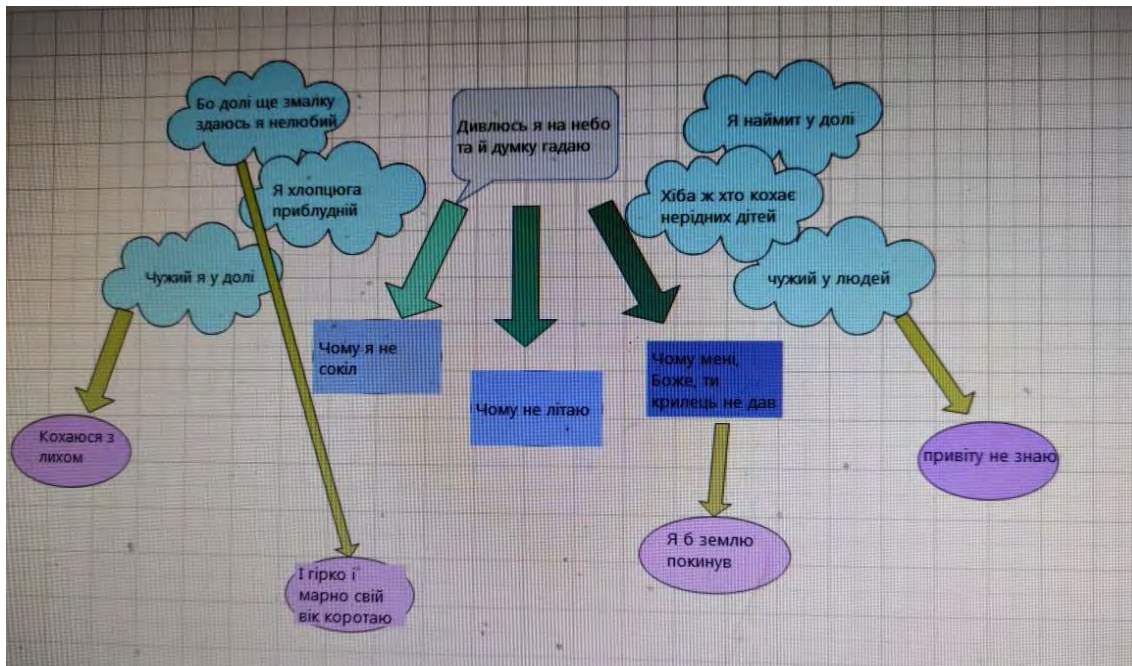 Бо долі ще змалку
здаюсь я нелюбий
Дивлюсь я на небо
та й думку гадаю
Я наймит у долі
Я хлопцюга
приблудній
Хіба ж хто кохає
нерідних дітей
Чужий я у долі
чужий у людей
Чому я не
сокіл
Чому не літаю
Чому мені,
Боже, ти
крилець не дав
Кохаюся з
лихом
привіту не знаю
Я б землю
покинув
І гірко і
марно свій
вік коротаю